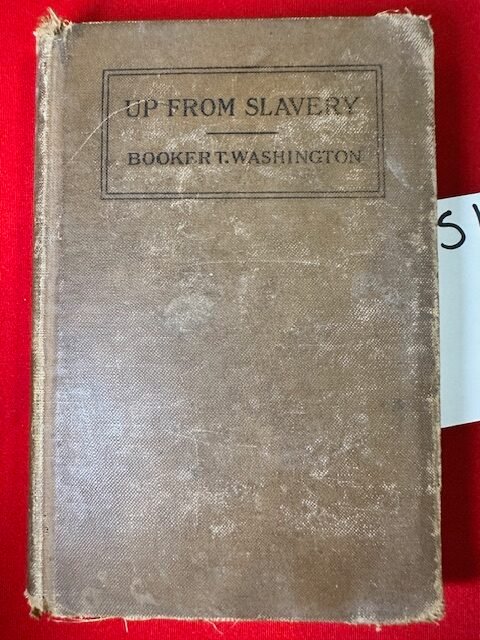 UP FROM SLAVERY
BOOKER T. WASHINGTON